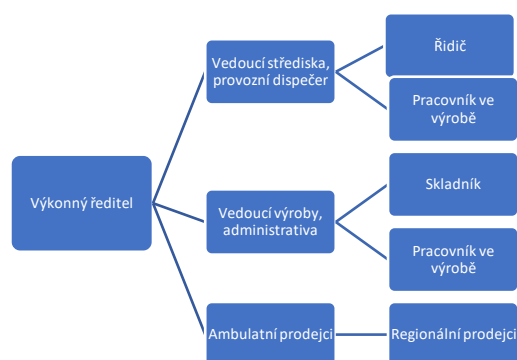 Výkonný ředitel
Vedoucí střediska,
provozní dispečer
Řidič
Pracovník ve
výrobě
Vedoucí výroby,
administrativa
Skladník
Pracovník ve
výrobě
Ambulatní prodejci
Regionální prodejci